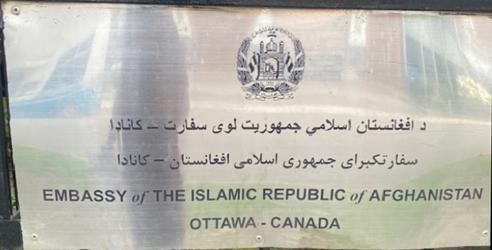 د افغانستان اسلامي جمهوریت لوی سفارت – کانادا
سفارتکبرای جمهوری اسلامی افغانستان – کانادا
EMBASSY of THE ISLAMIC REPUBLIC of AFGHANISTAN
OTTAWA - CANADA